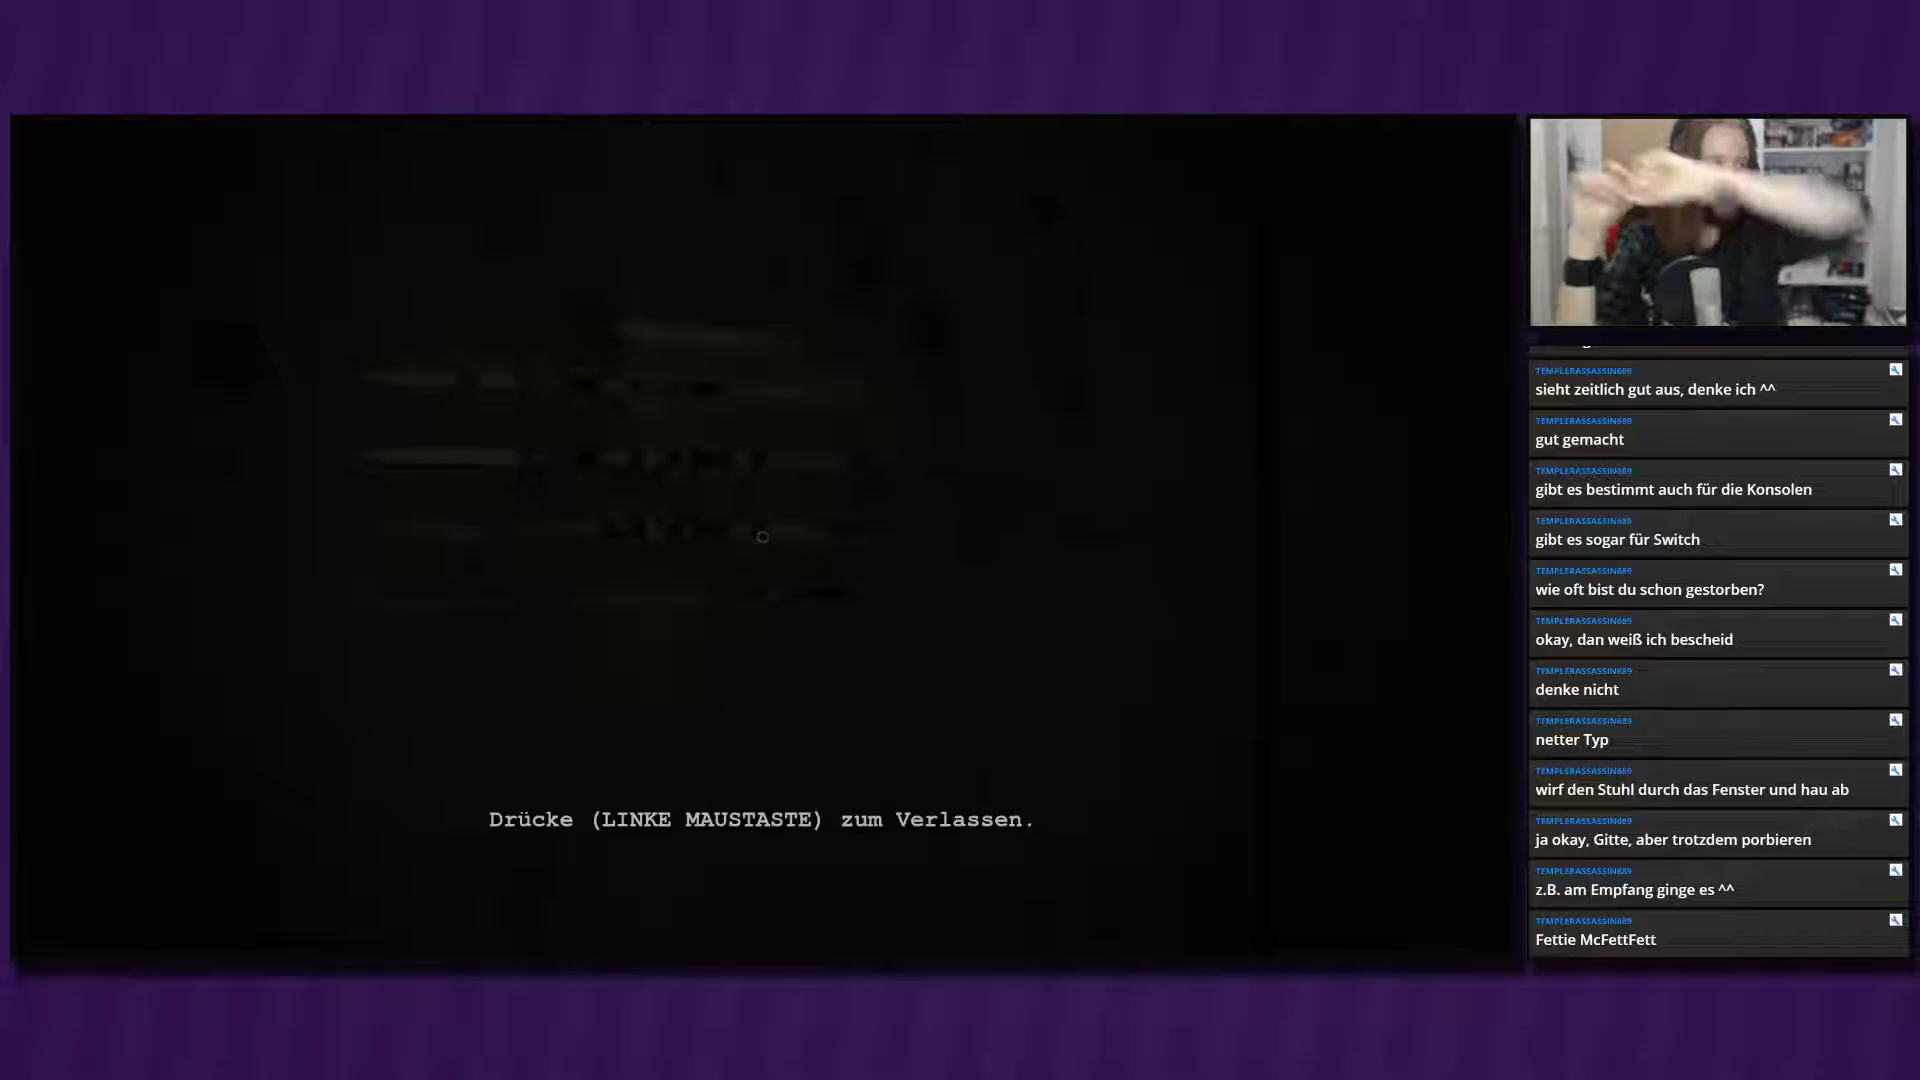 Drücke (LINKE MAUSTASTE) zum Verlassen.
TEMPLERASSASSIN689
sieht zeitlich gut aus, denke ich ^^
TEMPLERASSASSIN689
gut gemacht
TEMPLERASSASSIN689
gibt es bestimmt auch für die Konsolen
TEMPLERASSASSIN689
gibt es sogar für Switch
TEMPLERASSASSIN689
wie oft bist du schon gestorben?
TEMPLERASSASSIN689
okay, dan weiß ich bescheid
TEMPLERASSASSIN689
denke nicht
TEMPLERASSASSIN689
netter Typ
TEMPLERASSASSIN689
wirf den Stuhl durch das Fenster und hau ab
TEMPLERASSASSIN689
ja okay, Gitte, aber trotzdem porbieren
TEMPLERASSASSIN689
z.B. am Empfang ginge es ^^
TEMPLERASSASSIN689
Fettie McFettFett